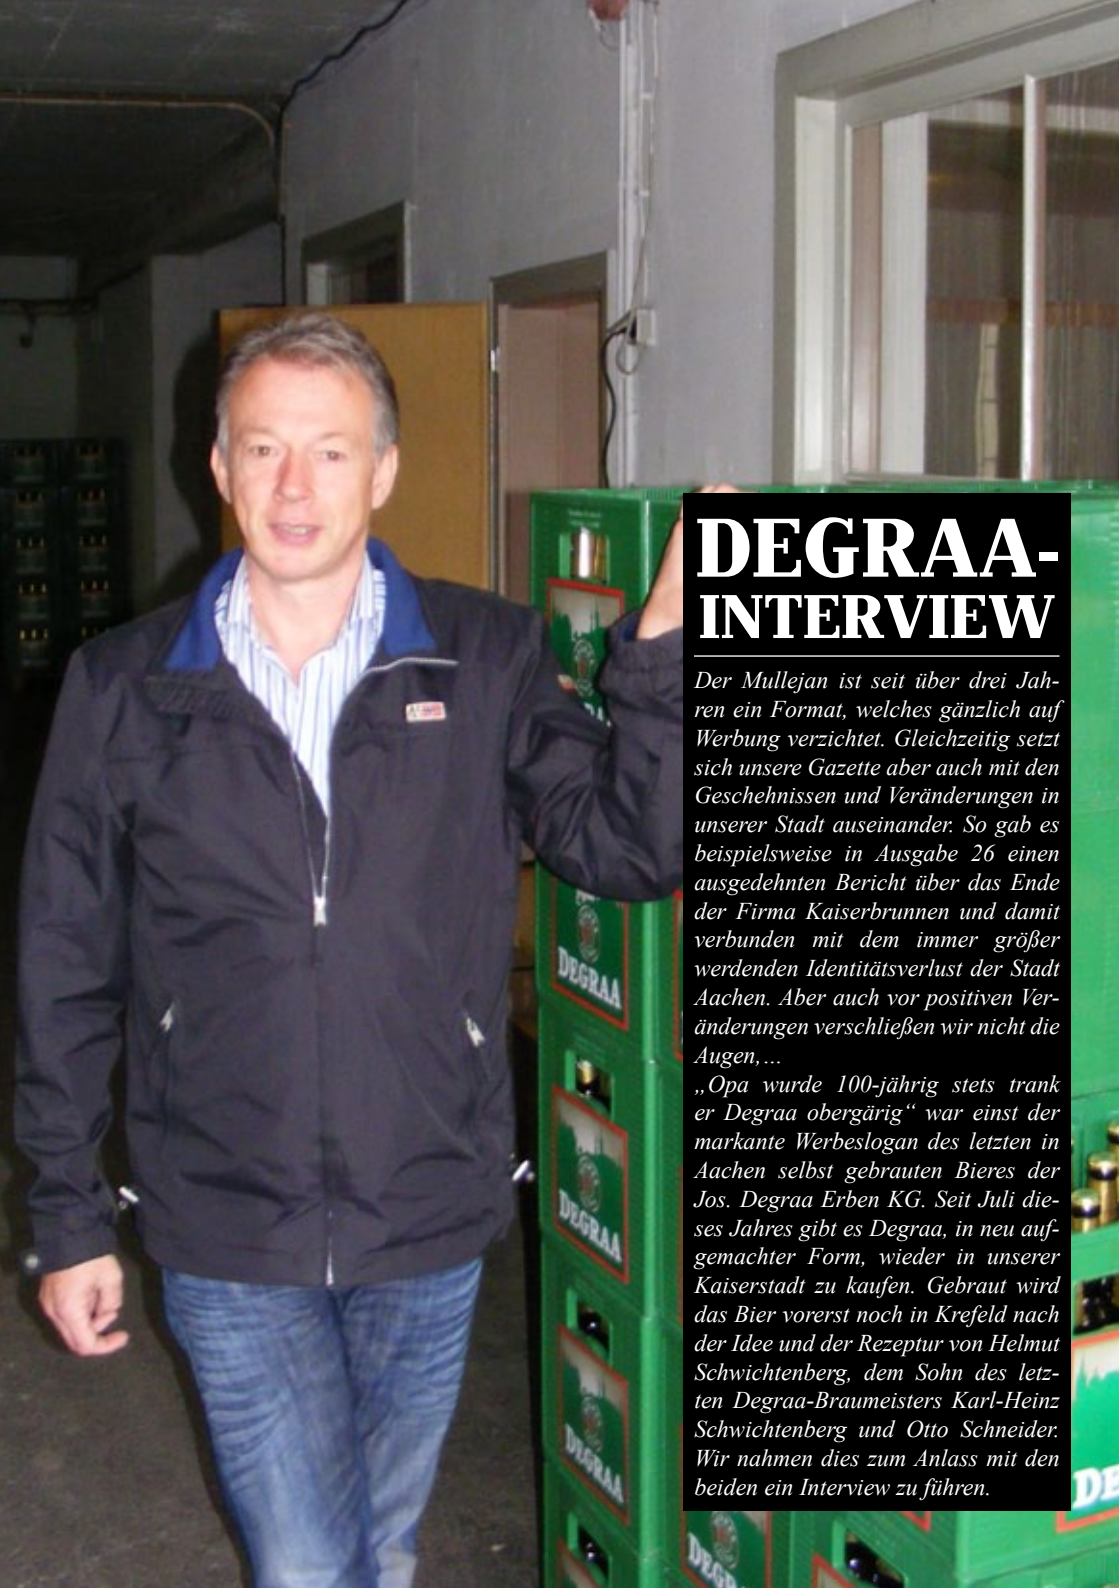 DEGRAA-
INTERVIEW
Der Mullejan ist seit über drei Jah-
ren ein Format, welches gänzlich auf
Werbung verzichtet. Gleichzeitig setzt
sich unsere Gazette aber auch mit den
Geschehnissen und Veränderungen in
unserer Stadt auseinander. So gab es
beispielsweise in Ausgabe 26 einen
ausgedehnten Bericht über das Ende
der Firma Kaiserbrunnen und damit
verbunden mit dem immer größer
werdenden Identitätsverlust der Stadt
Aachen. Aber auch vor positiven Ver-
änderungen verschließen wir nicht die
Augen,...
„Opa wurde 100-jährig stets trank
er Degraa obergärig“ war einst der
markante Werbeslogan des letzten in
Aachen selbst gebrauten Bieres der
Jos. Degraa Erben KG. Seit Juli die-
ses Jahres gibt es Degraa, in neu auf-
gemachter Form, wieder in unserer
Kaiserstadt zu kaufen. Gebraut wird
das Bier vorerst noch in Krefeld nach
der Idee und der Rezeptur von Helmut
Schwichtenberg, dem Sohn des letz-
ten Degraa-Braumeisters Karl-Heinz
Schwichtenberg und Otto Schneider.
Wir nahmen dies zum Anlass mit den
beiden ein Interview zu führen.
DEGRAA
DEGRAA
DEGRAA
DEGR
DE